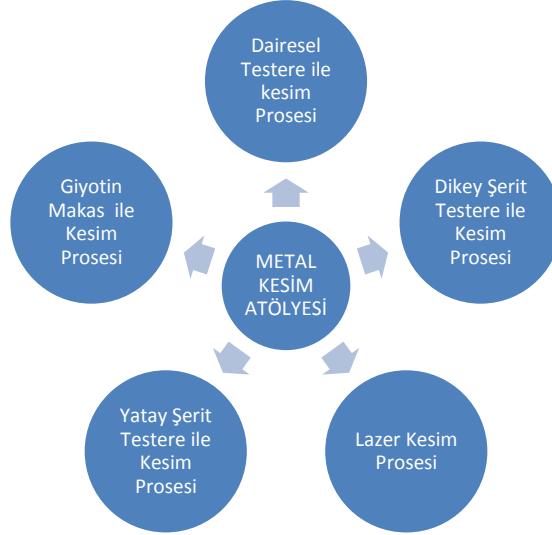 Dairesel
Testere ile
kesim
Prosesi
Giyotin
Makas ile
Kesim
Prosesi
Dikey Şerit
Testere ile
Kesim
Prosesi
METAL
KESİM
ATÖLYESİ
Yatay Şerit
Testere ile
Kesim
Prosesi
Lazer Kesim
Prosesi